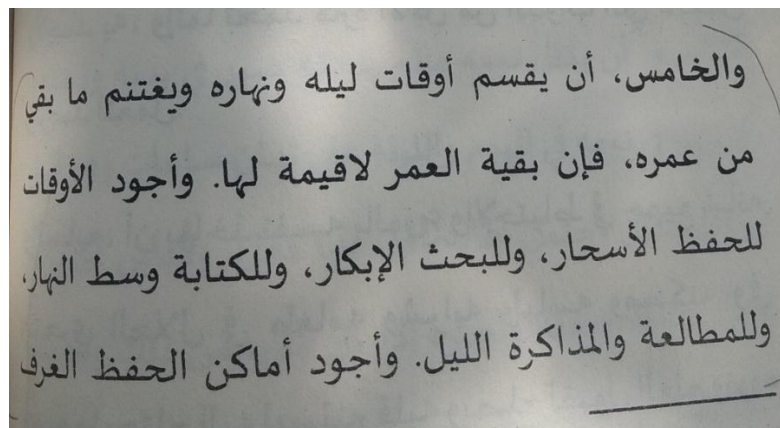 والخامس، أن يقسم أوقات ليله ونهاره ويغتنم ما بقي
من عمره، فإن بقية العمر لاقيمة لها. وأجود الأوقات
للحفظ الأسحار، وللبحث الإبكار، وللكتابة وسط النهار،
وللمطالعة والمذاكرة الليل. وأجود أماكن الحفظ الغرف